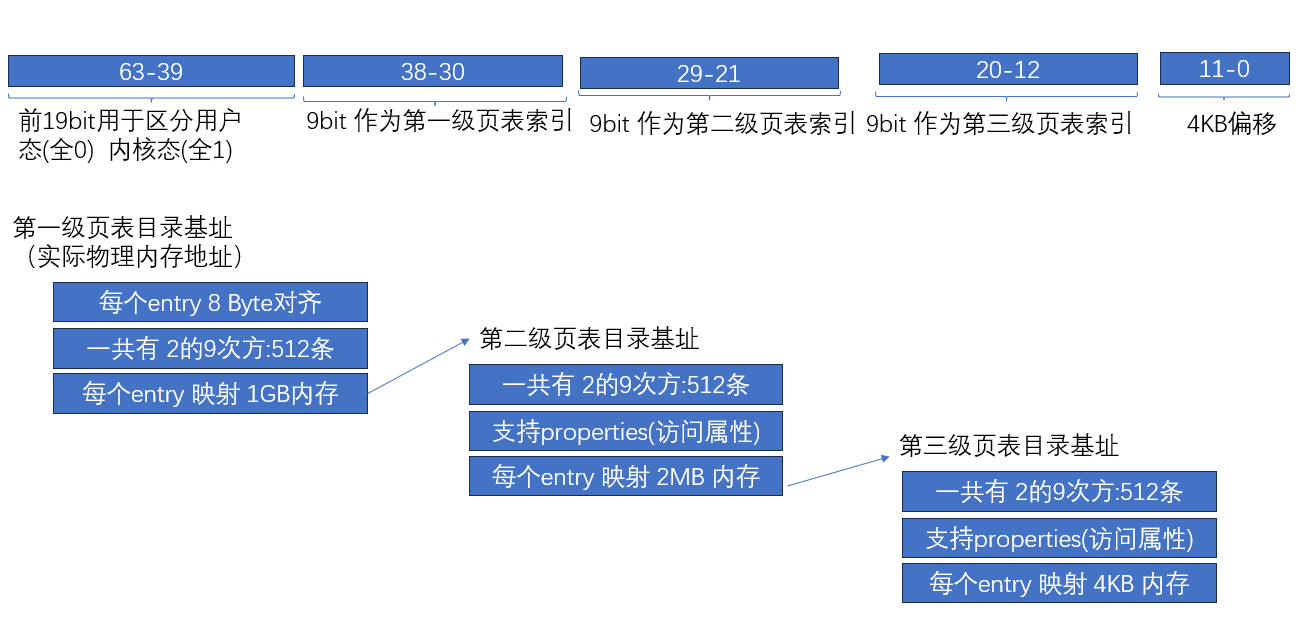 63-39
38-30
29-21
20-12
11-0
前19bit用于区分用户
态(全0) 内核态(全1)
9bit 作为第一级页表索引
9bit 作为第二级页表索引
9bit 作为第三级页表索引
4KB偏移
第一级页表目录基址
（实际物理内存地址）
每个entry 8 Byte对齐
一共有 2的9次方:512条
每个entry 映射 1GB内存
第二级页表目录基址
一共有 2的9次方:512条
支持properties(访问属性)
每个entry 映射 2MB 内存
第三级页表目录基址
一共有 2的9次方:512条
支持properties(访问属性)
每个entry 映射 4KB 内存